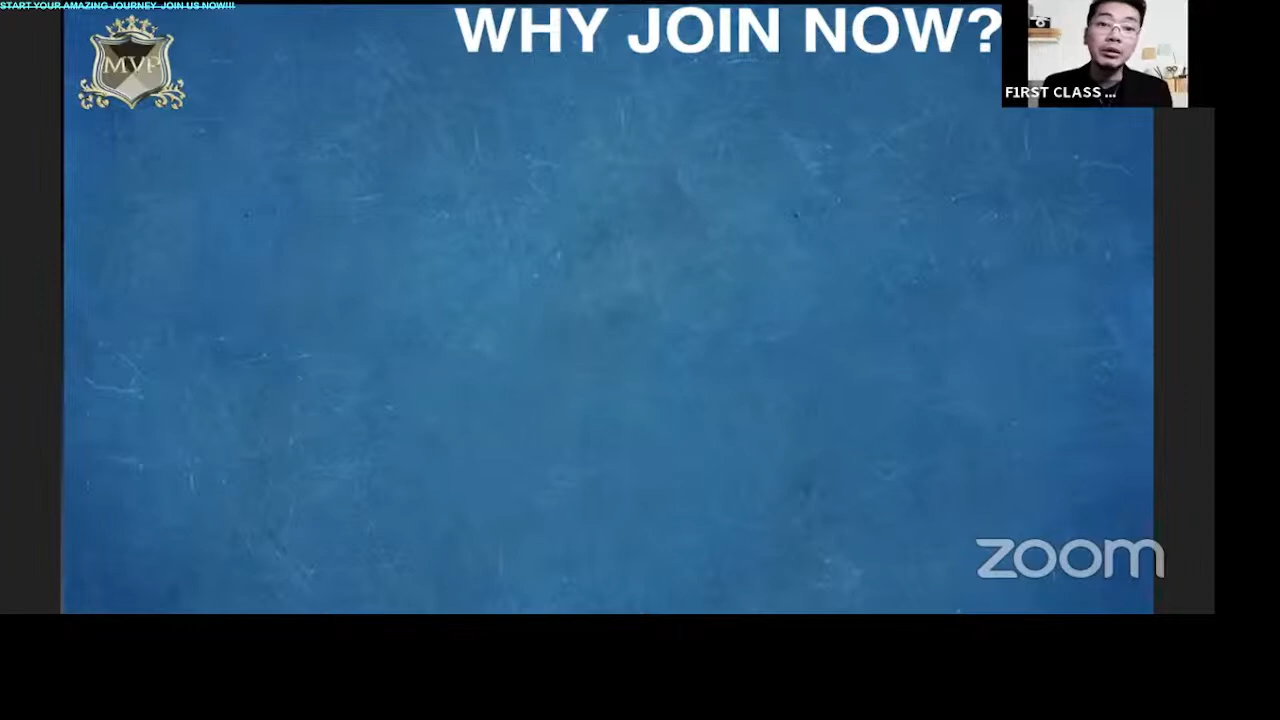 START YOUR AMAZING JOURNEY JOIN US NOW!!!
WHY JOIN NOW?
MVP
F1RST CLASS ...
zoom